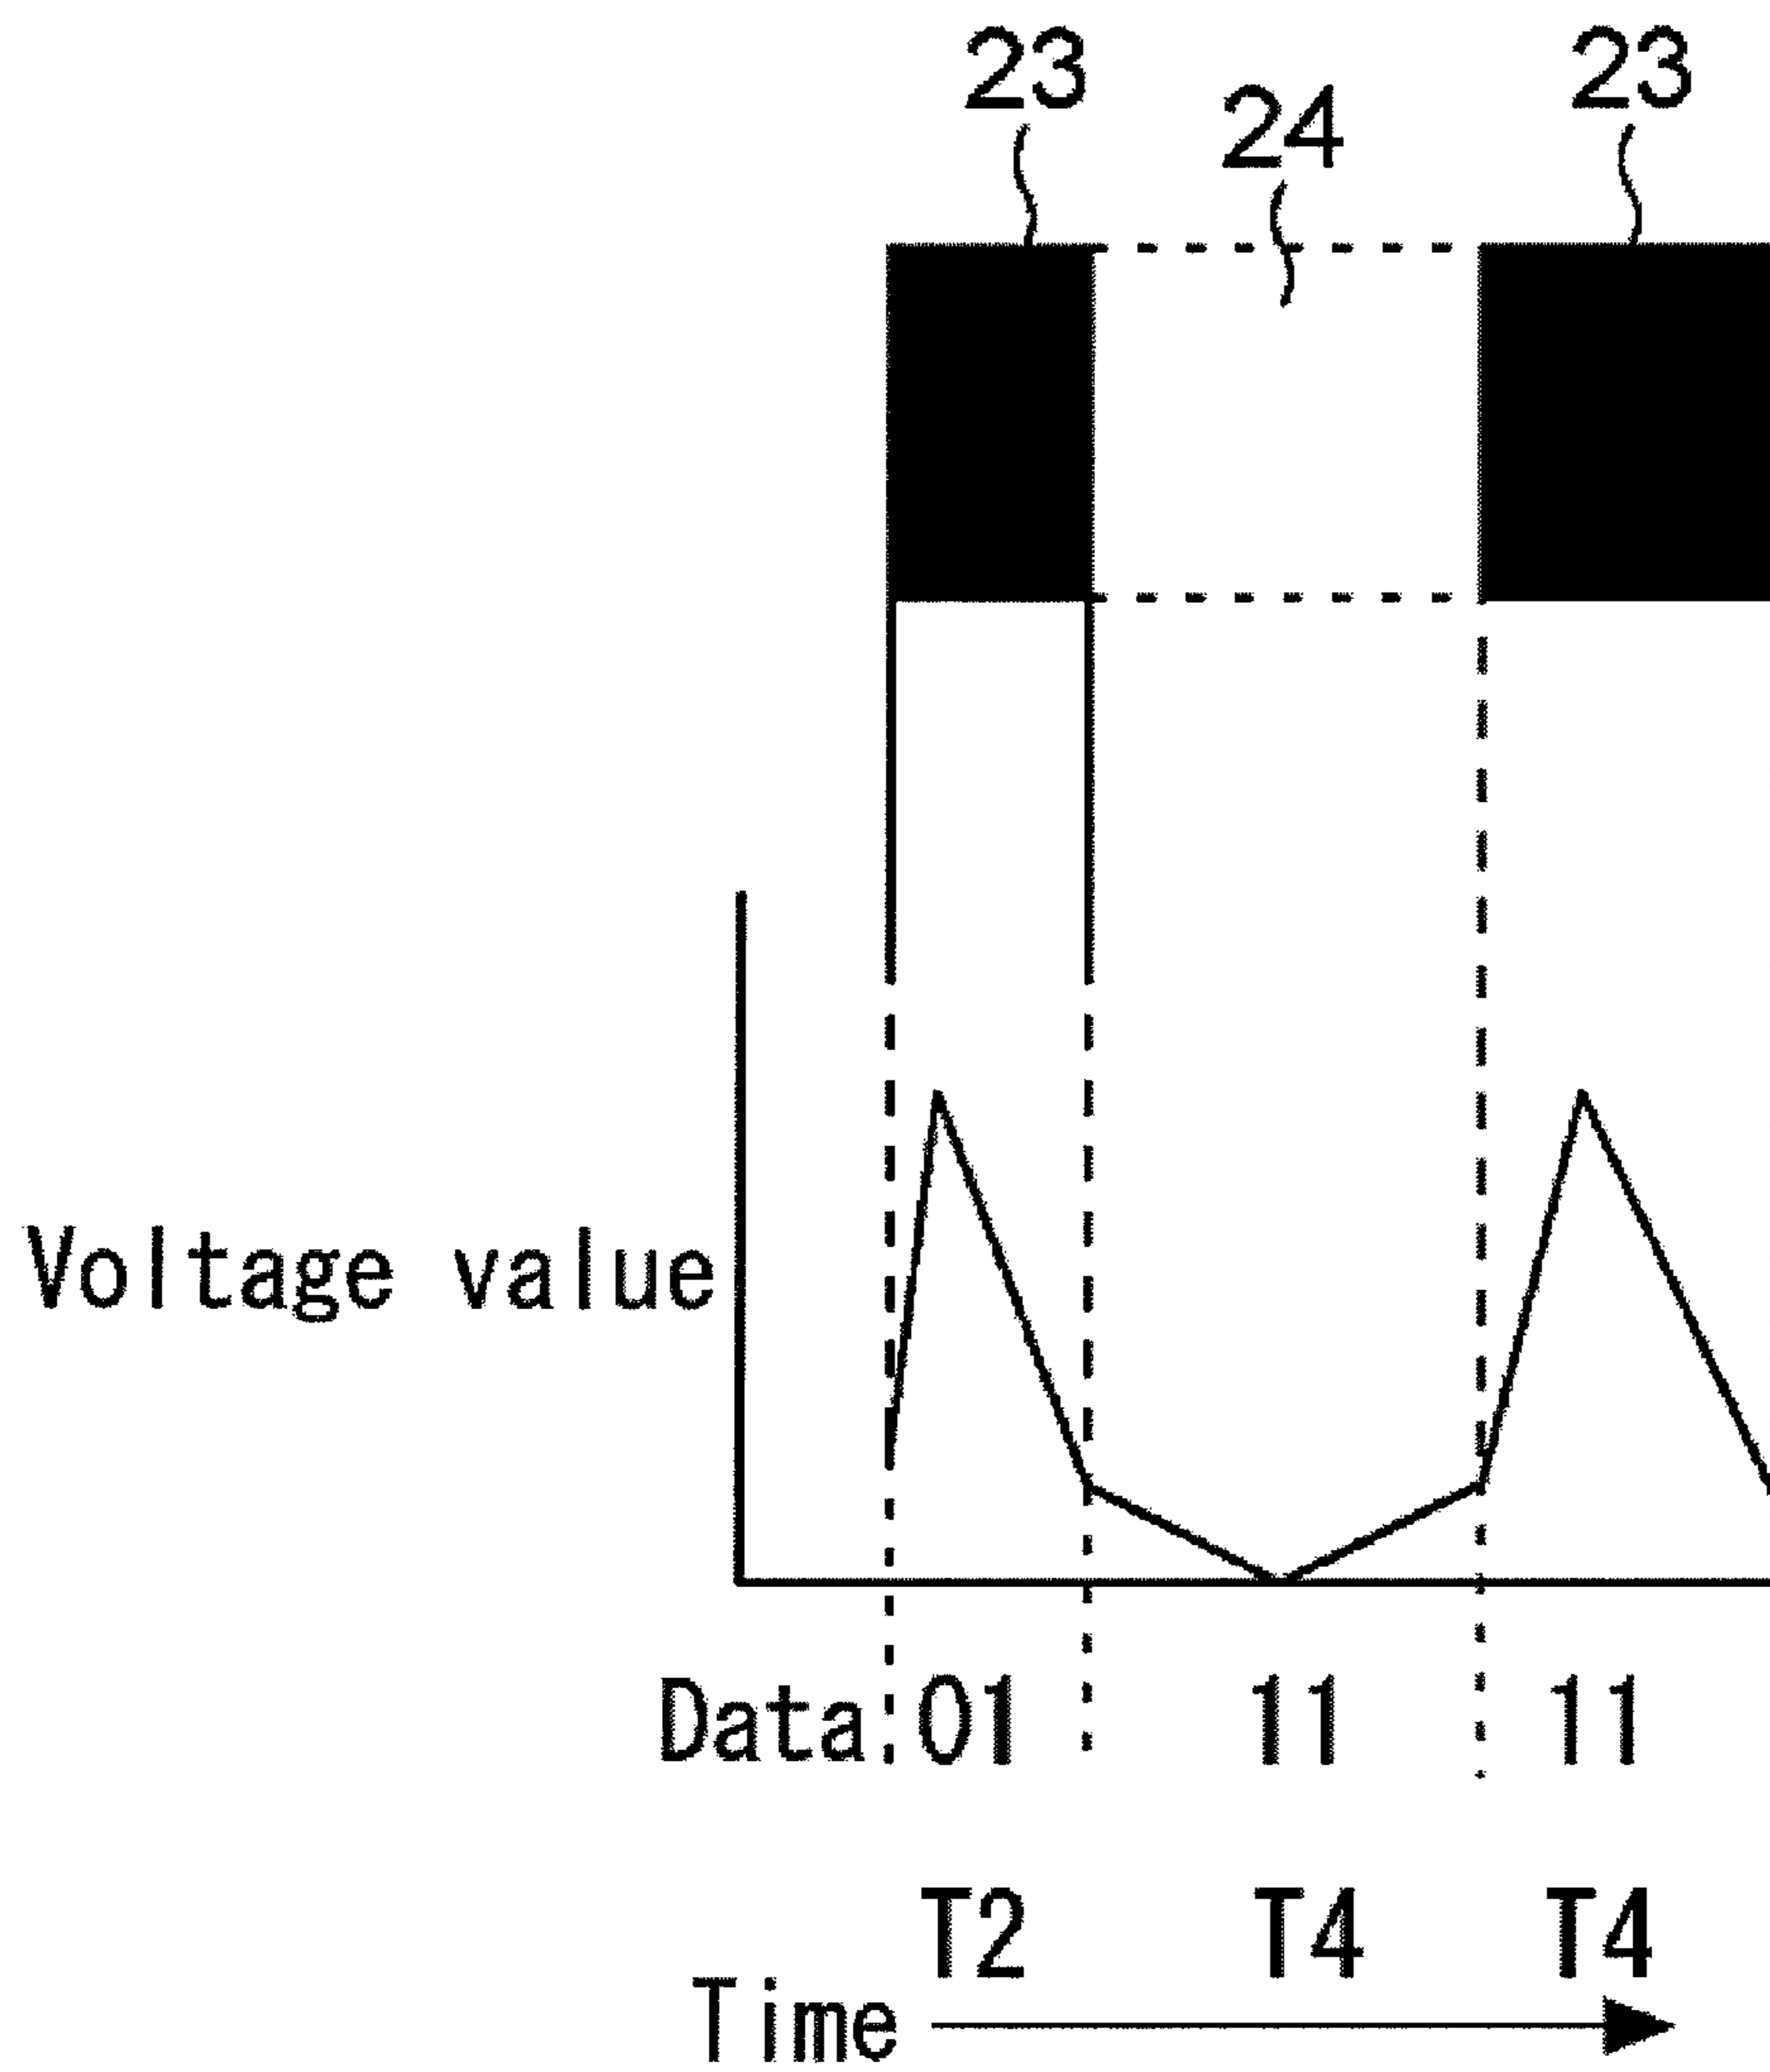 23 23
24
Voltage value
Data 01 11 11
T2 T4 T4
Time